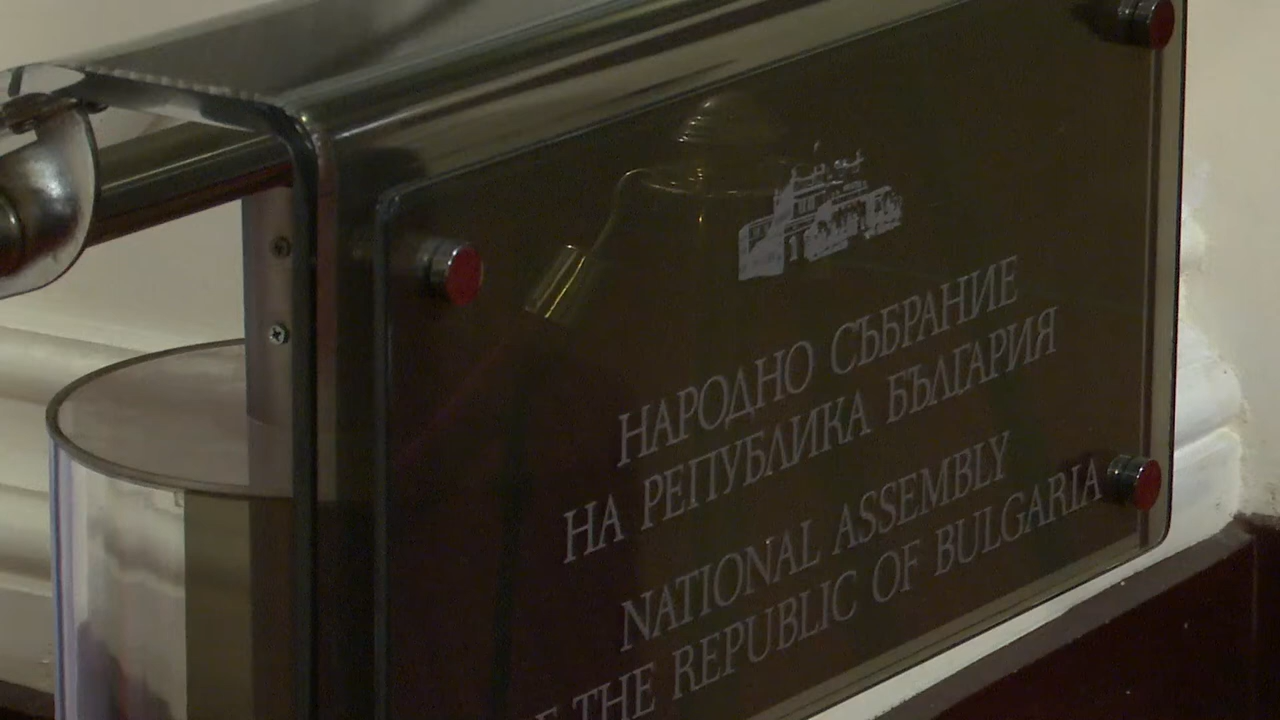 НАРОДНО СЪБРАНИЕ
НА РЕПУБЛИКА БЪЛГАРИЯ
NATIONAL ASSEMBLY
THE REPUBLIC OF BULGARIA